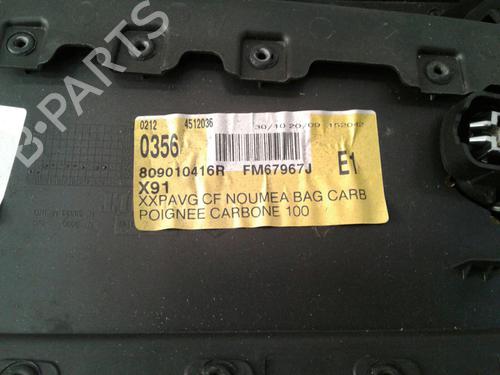 B-PARTS
0212 4512036
30/10 20/09 152042
0356
809010416R FM67967J E1
X91
XXPAVG CF NOUMEA BAG CARB
POIGNEE CARBONE 100